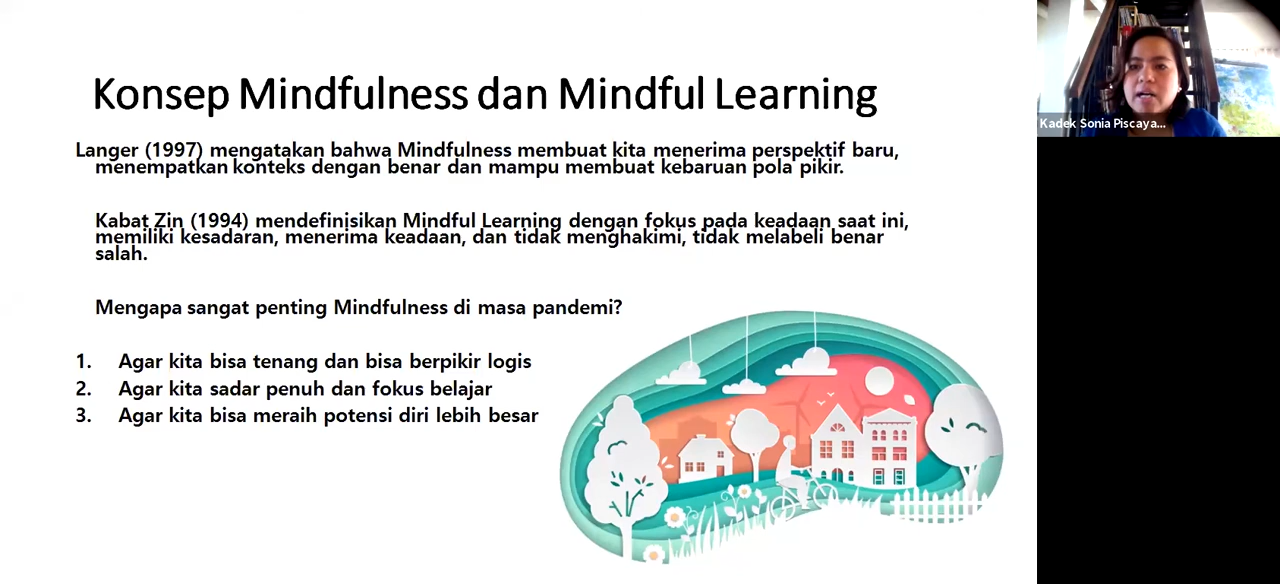 Konsep Mindfulness dan Mindful Learning
Langer (1997) mengatakan bahwa Mindfulness membuat kita menerima perspektif baru,
menempatkan konteks dengan benar dan mampu membuat kebaruan pola pikir.
Kabat Zin (1994) mendefinisikan Mindful Learning dengan fokus pada keadaan saat ini,
memiliki kesadaran, menerima keadaan, dan tidak menghakimi, tidak melabeli benar
salah.
Mengapa sangat penting Mindfulness di masa pandemi?
1. Agar kita bisa tenang dan bisa berpikir logis
2. Agar kita sadar penuh dan fokus belajar
3. Agar kita bisa meraih potensi diri lebih besar
Kadek Sonia Piscaya...